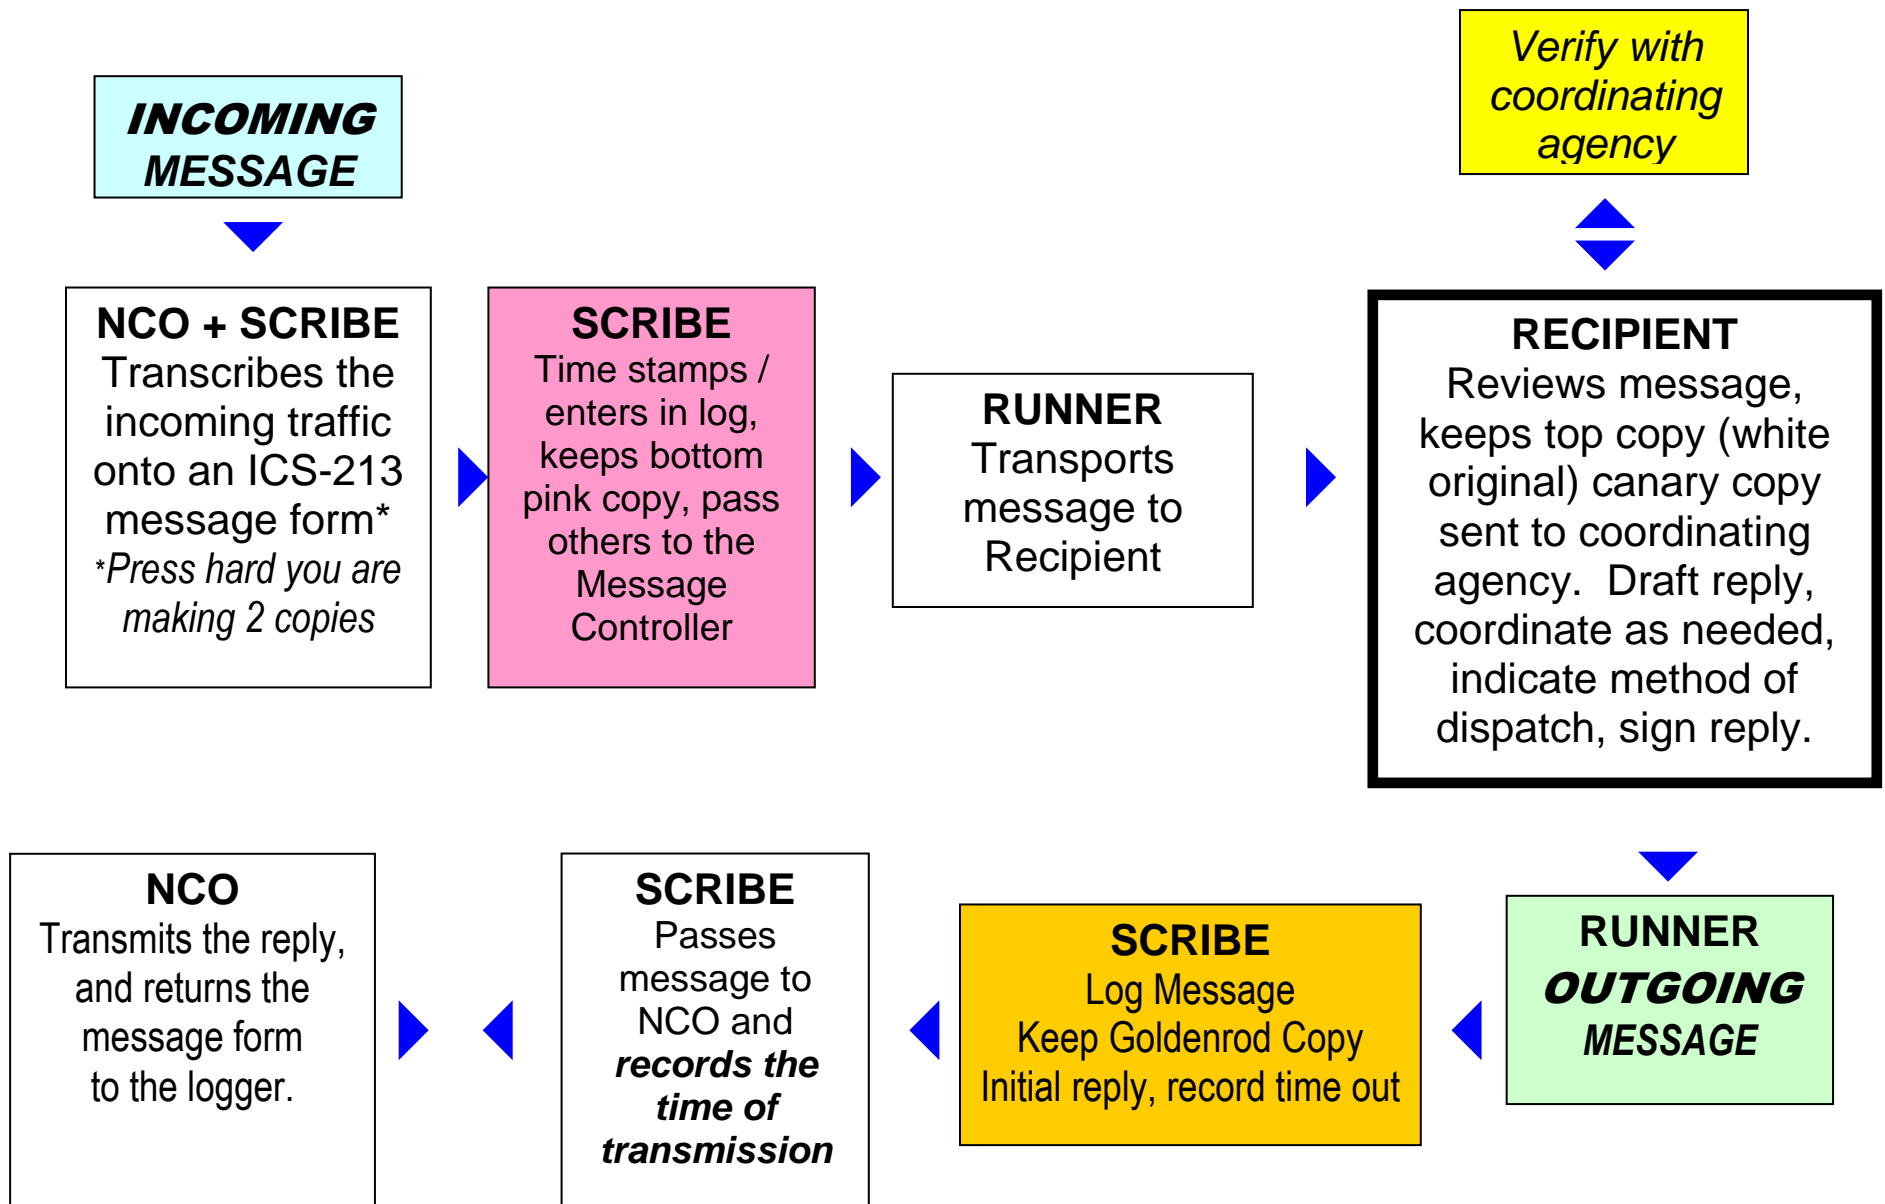 INCOMING
MESSAGE
Verify with
coordinating
agency
NCO + SCRIBE
Transcribes the
incoming traffic
onto an ICS-213
message form*
*Press hard you are
making 2 copies
SCRIBE
Time stamps /
enters in log,
keeps bottom
pink copy, pass
others to the
Message
Controller
RUNNER
Transports
message to
Recipient
RECIPIENT
Reviews message,
keeps top copy (white
original) canary copy
sent to coordinating
agency. Draft reply,
coordinate as needed,
indicate method of
dispatch, sign reply.
RUNNER
OUTGOING
MESSAGE
SCRIBE
Log Message
Keep Goldenrod Copy
Initial reply, record time out
SCRIBE
Passes
message to
NCO and
records the
time of
transmission
NCO
Transmits the reply,
and returns the
message form
to the logger.